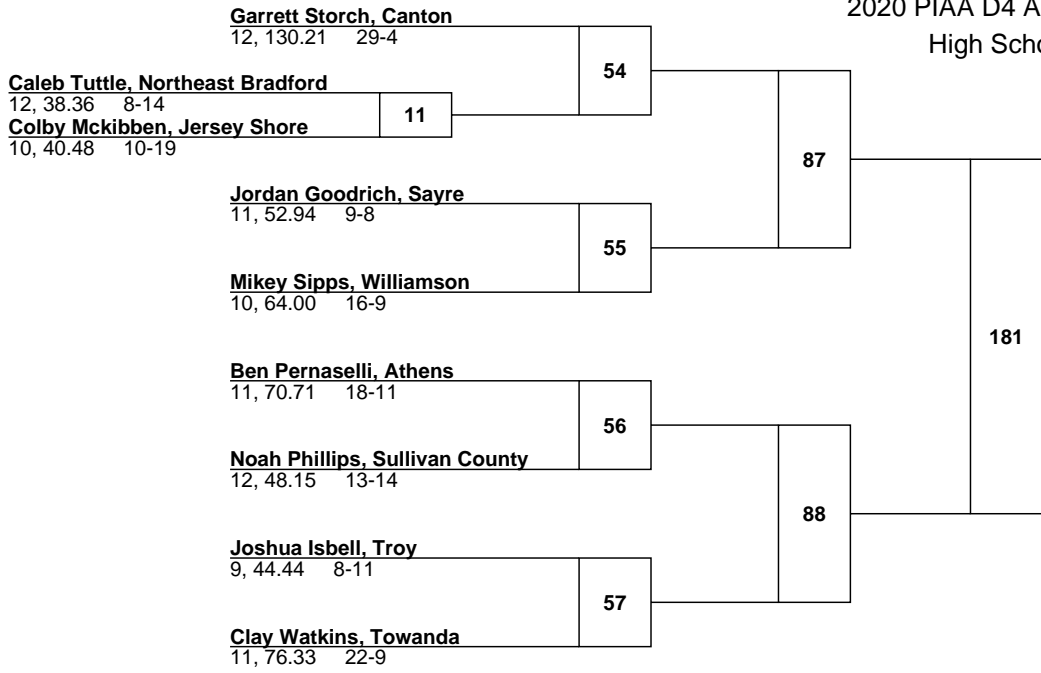 2020 PIAA D4 A
High Scho
Garrett Storch, Canton
12, 130.21 29-4
54
Caleb Tuttle, Northeast Bradford
12, 38.36 8-14
11
Colby Mckibben, Jersey Shore
10, 40.48 10-19
87
Jordan Goodrich, Sayre
11, 52.94 9-8
55
Mikey Sipps, Williamson
10, 64.00 16-9
181
Ben Pernaselli, Athens
11, 70.71 18-11
56
Noah Phillips, Sullivan County
12, 48.15 13-14
88
Joshua Isbell, Troy
9, 44.44 8-11
57
Clay Watkins, Towanda
11, 76.33 22-9